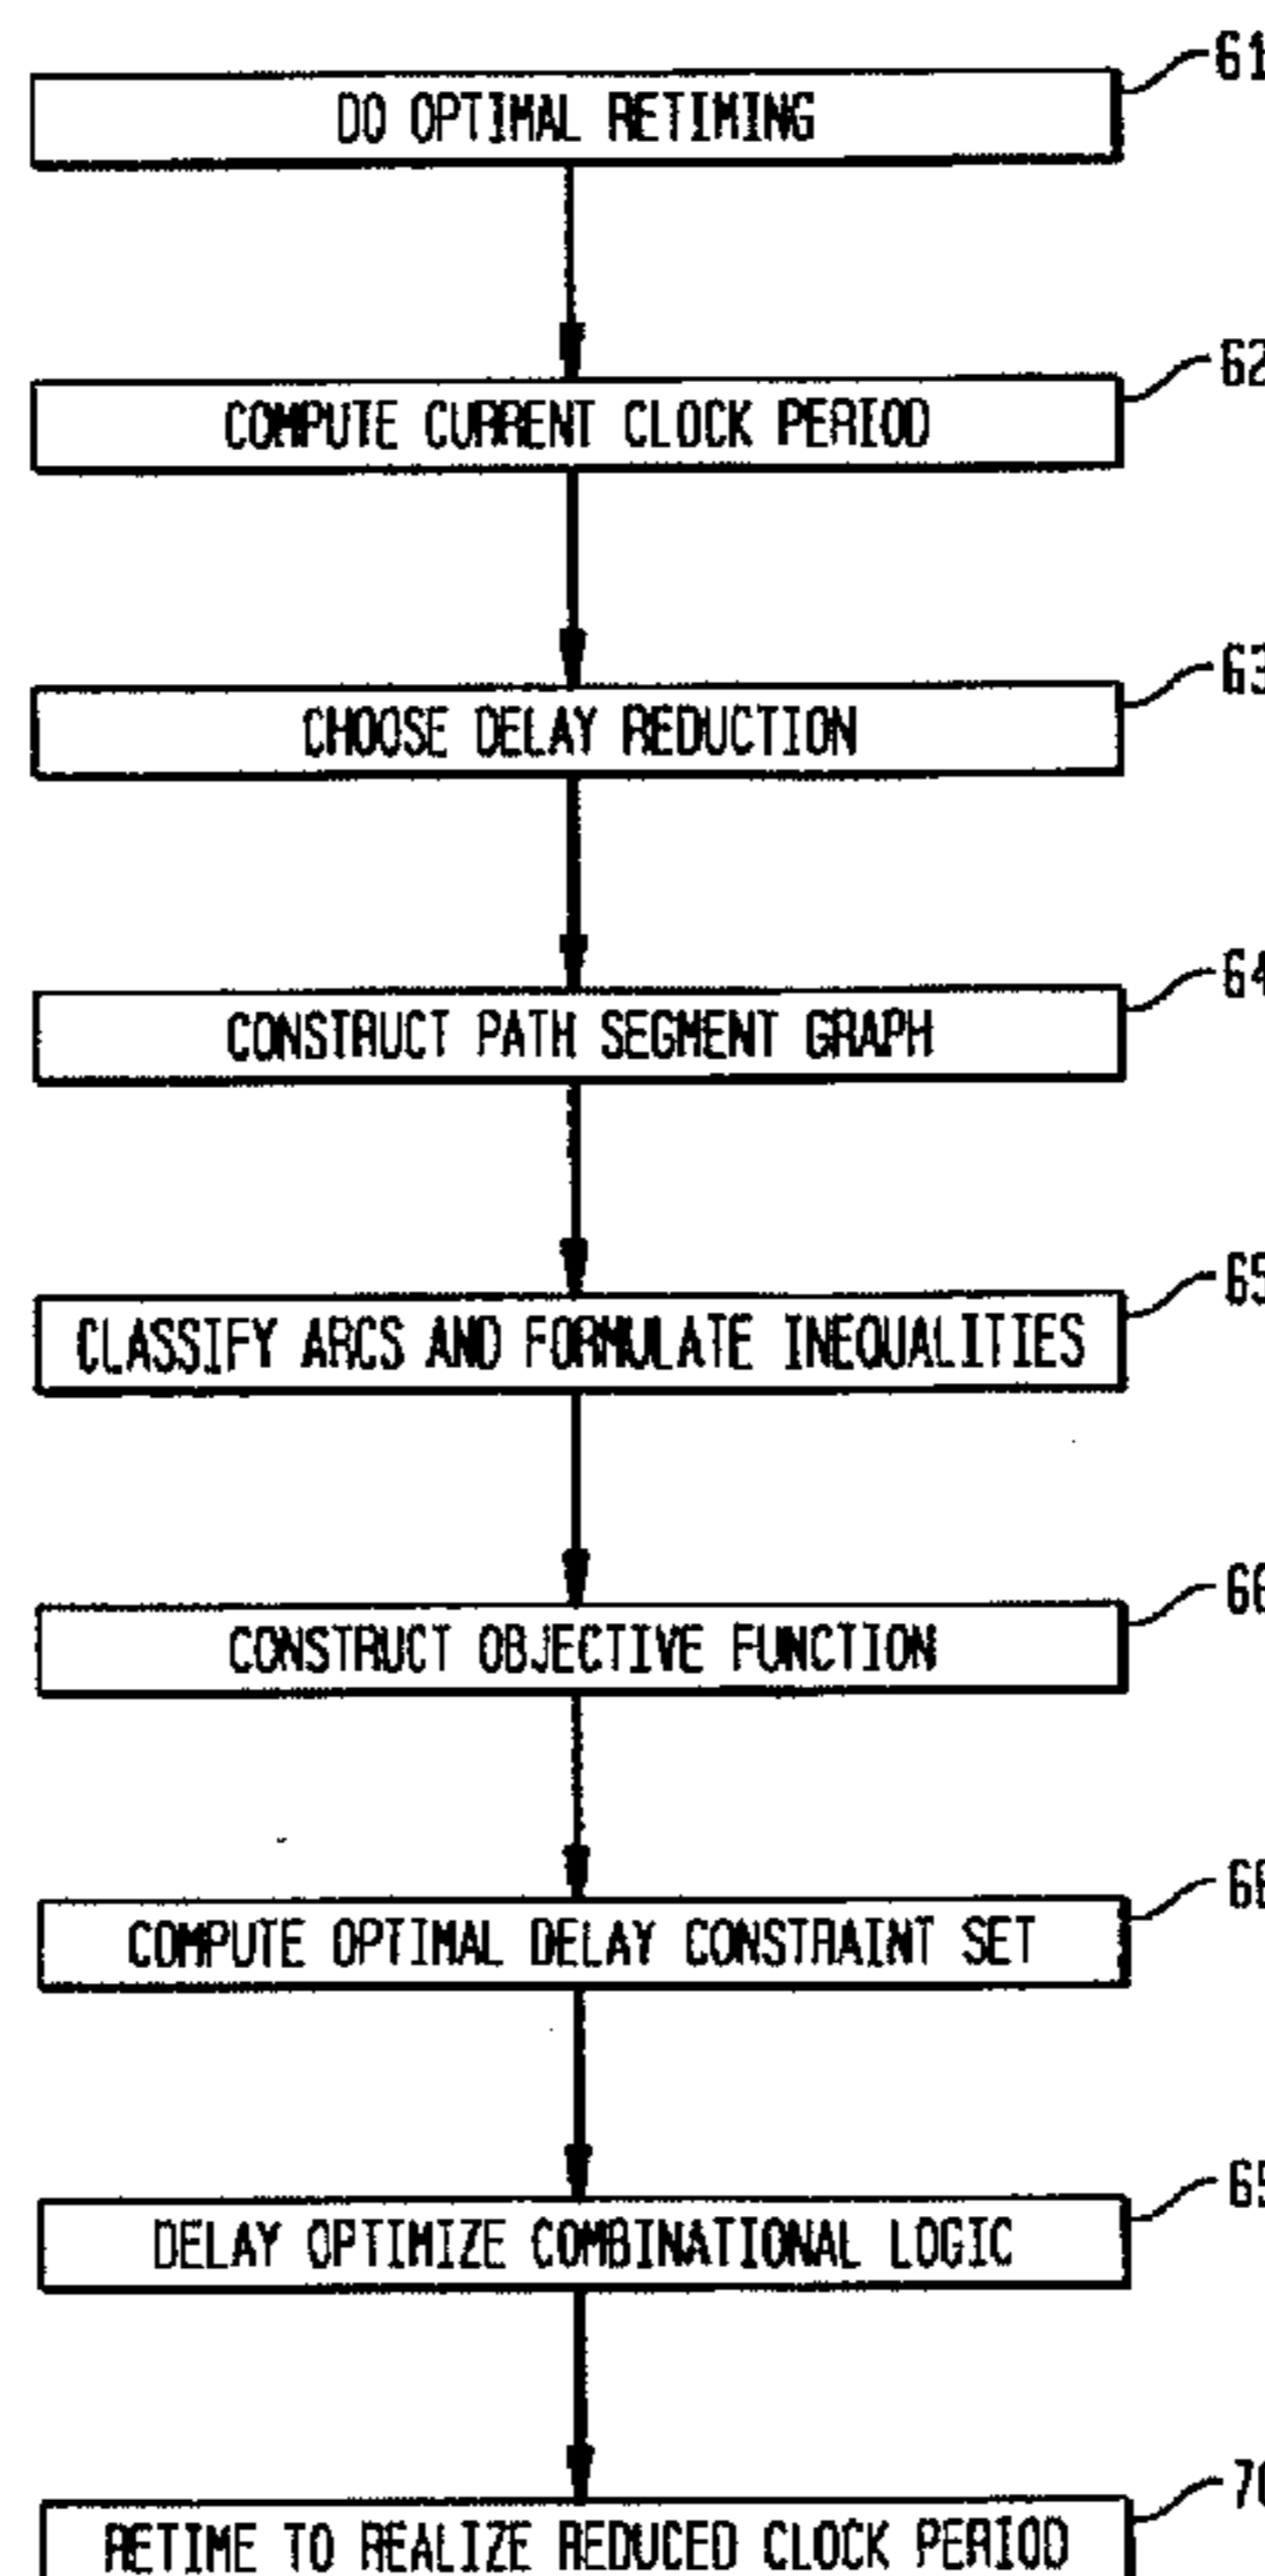 61
DO OPTIMAL RETIMING
62
COMPUTE CURRENT CLOCK PERIOD
63
CHOOSE DELAY REDUCTION
64
CONSTRUCT PATH SEGMENT GRAPH
65
CLASSIFY ARCS AND FORMULATE INEQUALITIES
66
CONSTRUCT OBJECTIVE FUNCTION
COMPUTE OPTIMAL DELAY CONSTRAINT SET
DELAY OPTIMIZE COMBINATIONAL LOGIC
70
RETIME TO REALIZE REDUCED CLOCK PERIOD